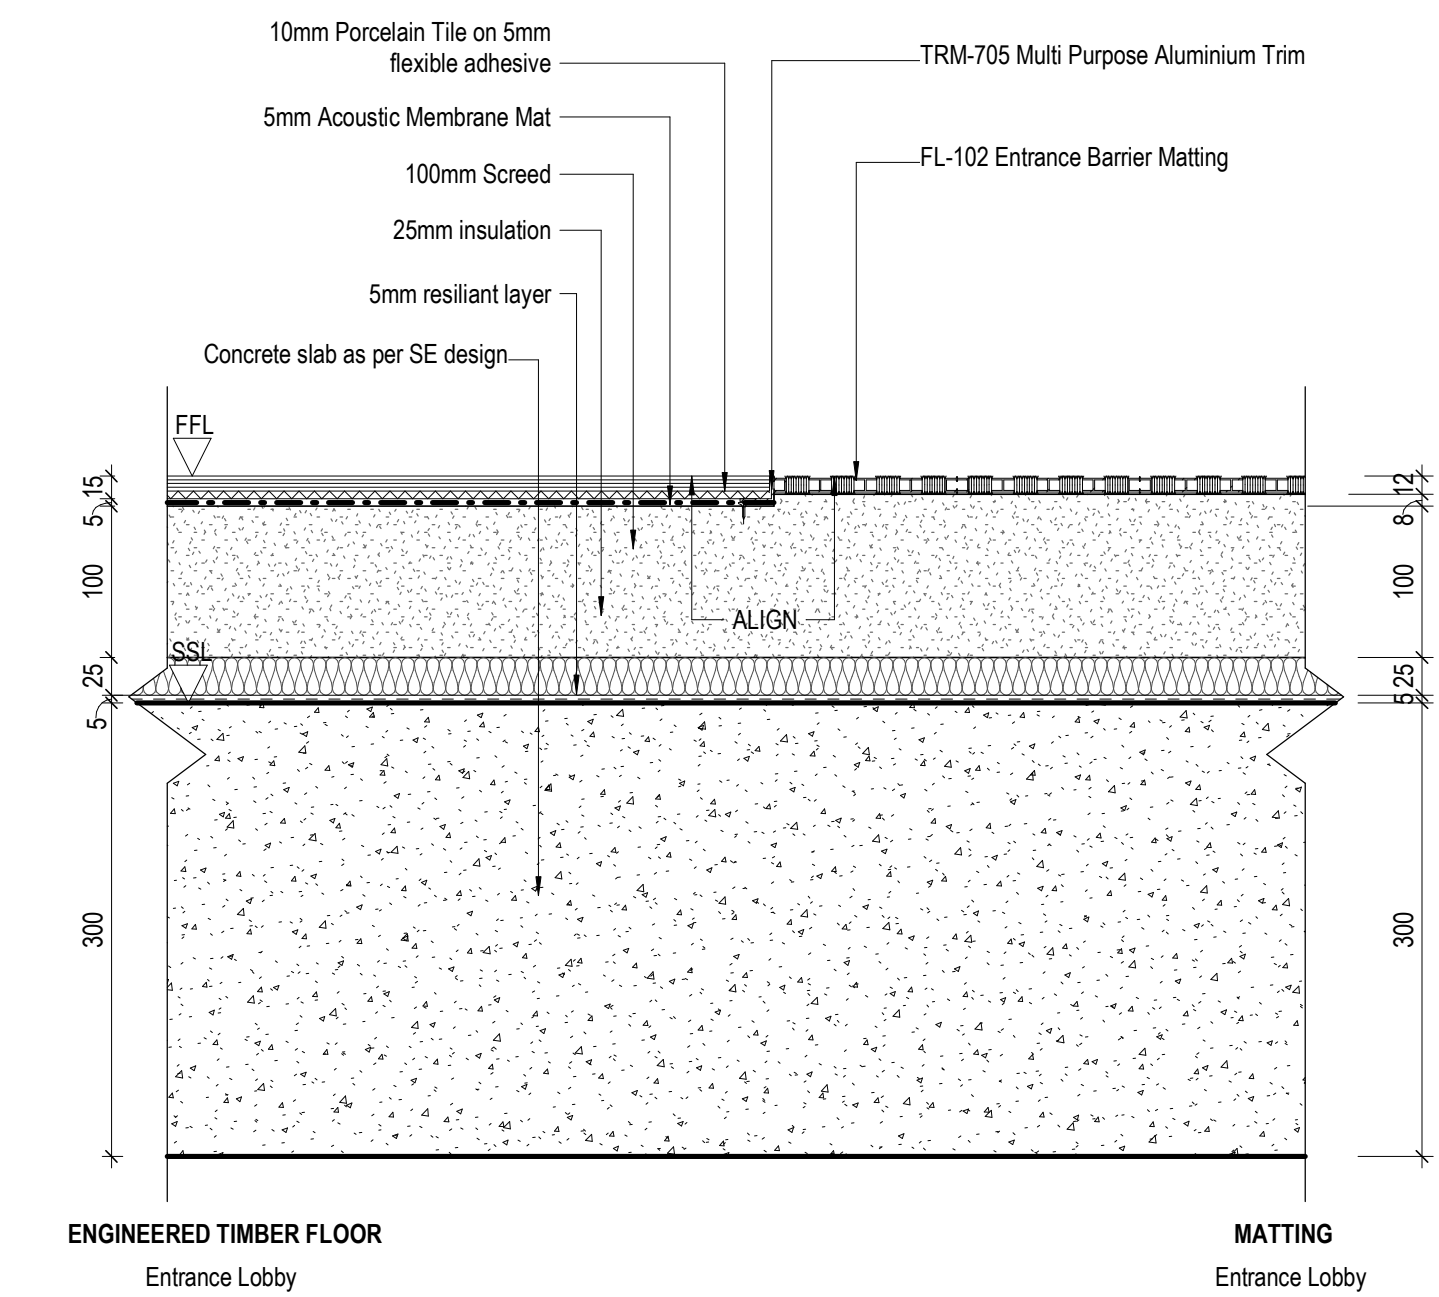 10mm Porcelain Tile on 5mm
flexible adhesive
TRM-705 Multi Purpose Aluminium Trim
5mm Acoustic Membrane Mat
FL-102 Entrance Barrier Matting
100mm Screed
25mm insulation
5mm resiliant layer
Concrete slab as per SE design
FFL
15
5
100
25
5
300
12
8
100
25
5
300
ALIGN
SSL
ENGINEERED TIMBER FLOOR
Entrance Lobby
MATTING
Entrance Lobby